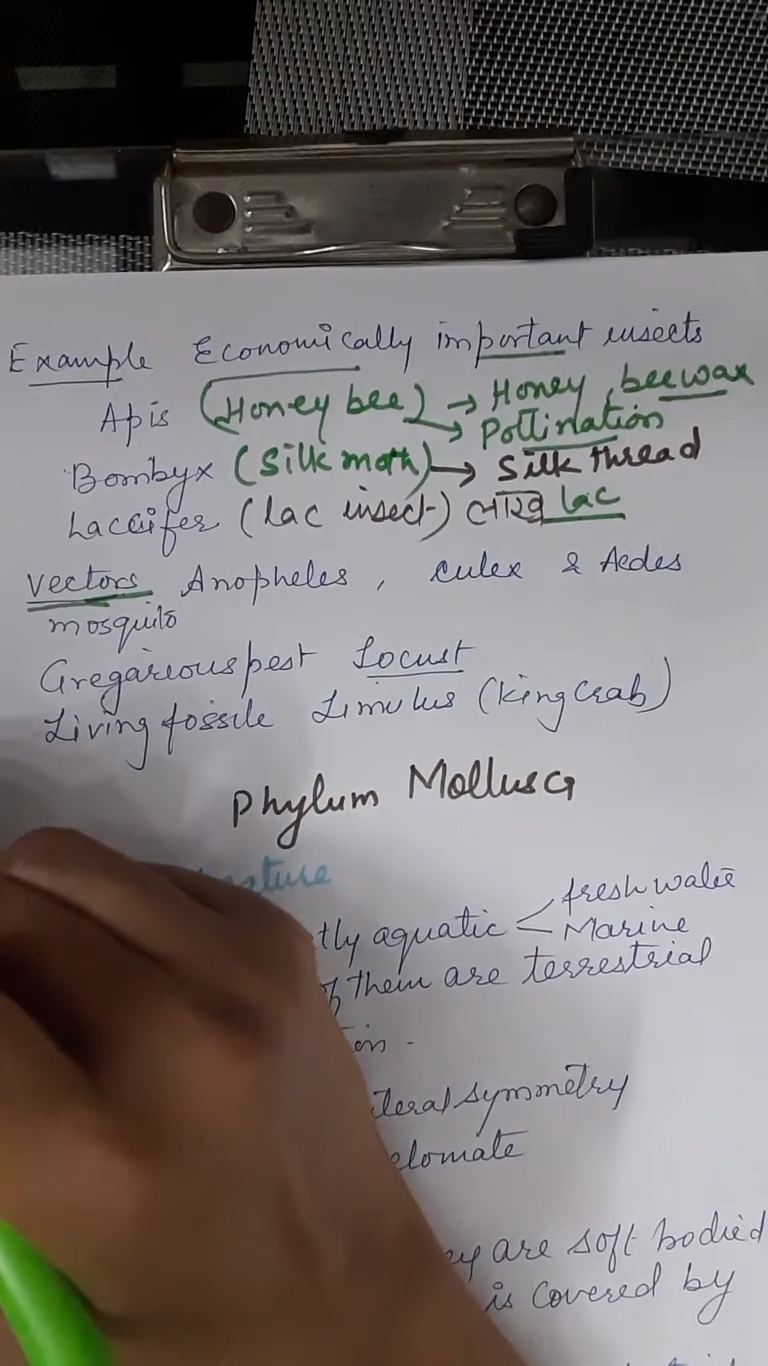 Example Economically important insects
Apis (Honey bee) → Honey, bee wax
→ Pollination
Bombyx (Silk moth) → Silk thread
Laccifer (lac insect) लाख lac
Vectors Anopheles, Culex & Aedes
mosquito
Gregarious pest Locust
Living fossile Limulus (King Crab)
Phylum Mollusca
fresh water
aquatic < Marine
them are terrestrial
symmetry
are soft bodied
is covered by